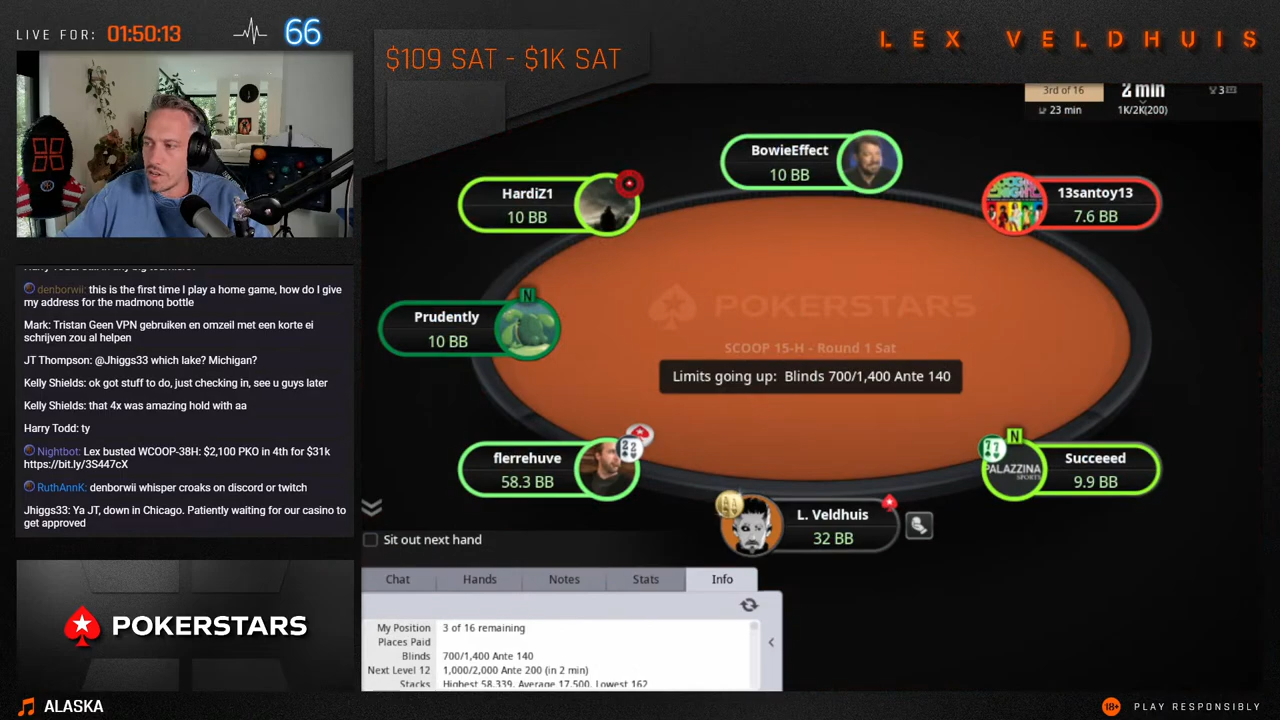 LIVE FOR: 01:50:13 66
$109 SAT - $1K SAT
LEX VELDHUIS
3rd of 16
2 min
3
23 min
1K/2K(200)
BowieEffect
10 BB
HardiZ1
10 BB
13santoy13
7.6 BB
Prudently
10 BB
N
POKERSTARS
SCOOP 15-H - Round 1 Sat
Limits going up: Blinds 700/1,400 Ante 140
flerrehuve
58.3 BB
2 2
N
7 7
PALAZZINA
SPORTS
Succeeed
9.9 BB
L. Veldhuis
32 BB
denborwii: this is the first time I play a home game, how do I give
my address for the madmonq bottle
Mark: Tristan Geen VPN gebruiken en omzeil met een korte ei
schrijven zou al helpen
JT Thompson: @Jhiggs33 which lake? Michigan?
Kelly Shields: ok got stuff to do, just checking in, see u guys later
Kelly Shields: that 4x was amazing hold with aa
Harry Todd: ty
Nightbot: Lex busted WCOOP-38H: $2,100 PKO in 4th for $31k
https://bit.ly/3S447cX
RuthAnnK: denborwii whisper croaks on discord or twitch
Jhiggs33: Ya JT, down in Chicago. Patiently waiting for our casino to
get approved
Sit out next hand
Chat Hands Notes Stats Info
My Position 3 of 16 remaining
Places Paid
Blinds 700/1,400 Ante 140
Next Level 12 1,000/2,000 Ante 200 (in 2 min)
Stacks Highest 58,339, Average 17,500, Lowest 162
POKERSTARS
ALASKA
18+ PLAY RESPONSIBLY